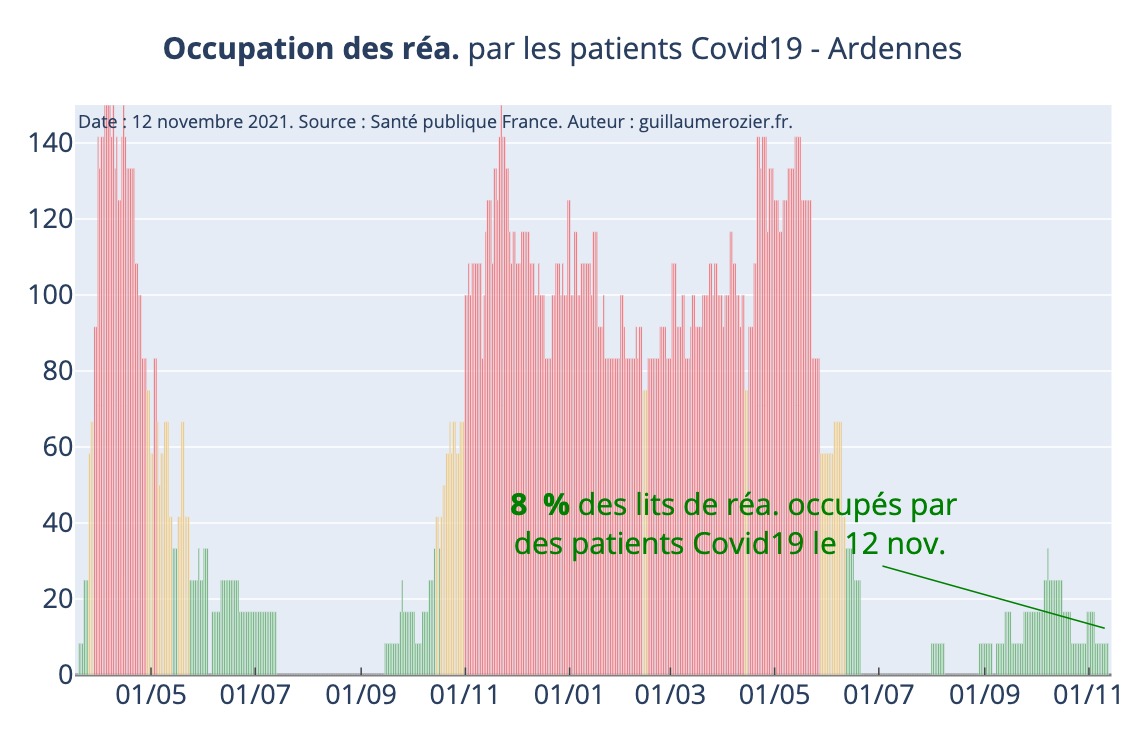 Occupation des réa. par les patients Covid19 - Ardennes
Date : 12 novembre 2021. Source : Santé publique France. Auteur : guillaumerozier.fr.
140
120
100
80
60
40
20
0
8 % des lits de réa. occupés par
des patients Covid19 le 12 nov.
01/05 01/07 01/09 01/11 01/01 01/03 01/05 01/07 01/09 01/11